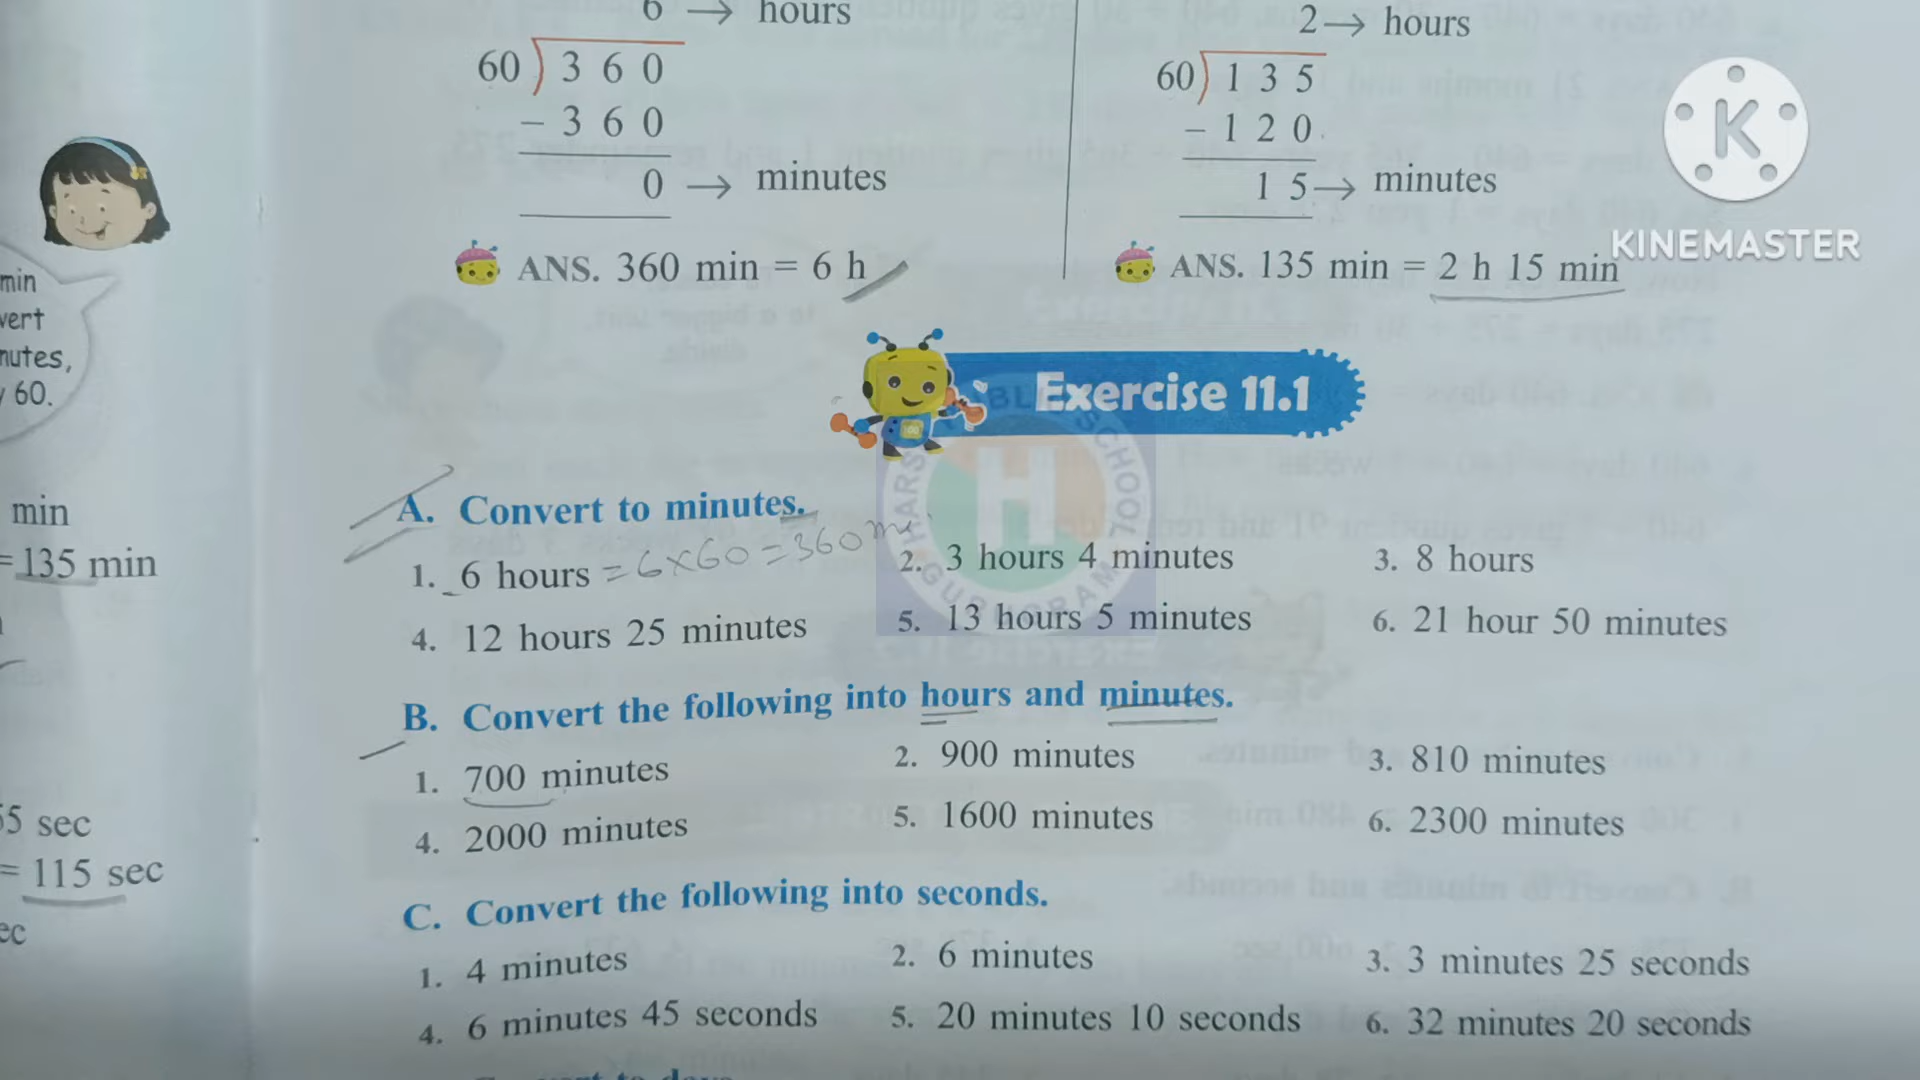 6 → hours
60 ) 3 6 0
– 3 6 0
0 → minutes
ANS. 360 min = 6 h
2 → hours
60 ) 1 3 5
– 1 2 0
1 5 → minutes
ANS. 135 min = 2 h 15 min
KINEMASTER
min
nutes,
60.
min
= 135 min
sec
= 115 sec
Exercise 11.1
A. Convert to minutes.
1. 6 hours = 6×60 = 360 m
2. 3 hours 4 minutes
3. 8 hours
4. 12 hours 25 minutes
5. 13 hours 5 minutes
6. 21 hour 50 minutes
B. Convert the following into hours and minutes.
1. 700 minutes
2. 900 minutes
3. 810 minutes
4. 2000 minutes
5. 1600 minutes
6. 2300 minutes
C. Convert the following into seconds.
1. 4 minutes
2. 6 minutes
3. 3 minutes 25 seconds
4. 6 minutes 45 seconds
5. 20 minutes 10 seconds
6. 32 minutes 20 seconds